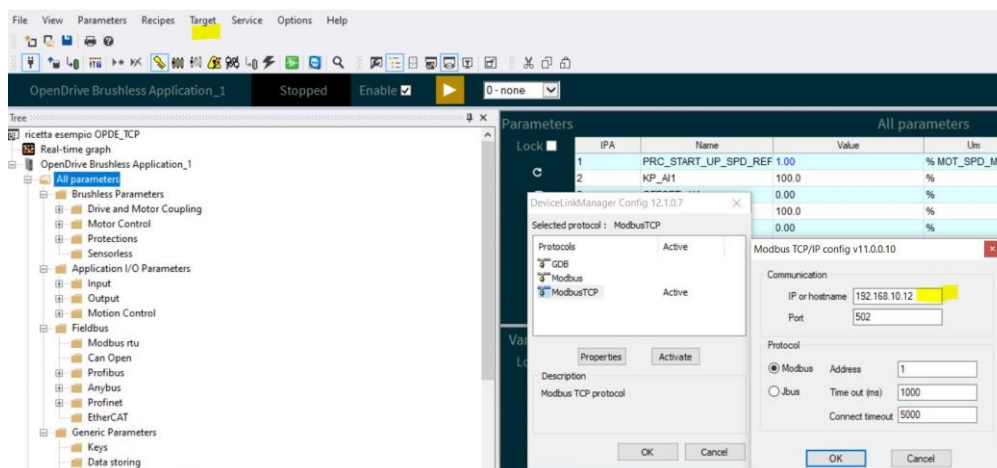 File View Parameters Recipes Target Service Options Help
OpenDrive Brushless Application_1 Stopped Enable 0 - none
Tree
ricetta esempio OPDE_TCP
Real-time graph
OpenDrive Brushless Application_1
All parameters
Brushless Parameters
Drive and Motor Coupling
Motor Control
Protections
Sensorless
Application I/O Parameters
Input
Output
Motion Control
Fieldbus
Modbus rtu
Can Open
Profibus
Anybus
Profinet
EtherCAT
Generic Parameters
Keys
Data storing
Parameters All parameters
Lock IPA Name Value Um
1 PRC_START_UP_SPD_REF 1.00 % MOT_SPD_M
2 KP_AI1 100.0 %
0.00 %
100.0 %
0.00 %
DeviceLinkManager Config 12.1.0.7
Selected protocol : ModbusTCP
Protocols Active
GDB
Modbus
ModbusTCP Active
Properties Activate
Description
Modbus TCP protocol
OK Cancel
Modbus TCP/IP config v11.0.0.10
Communication
IP or hostname 192.168.10.12
Port 502
Protocol
Modbus Address 1
Jbus Time out (ms) 1000
Connect timeout 5000
OK Cancel